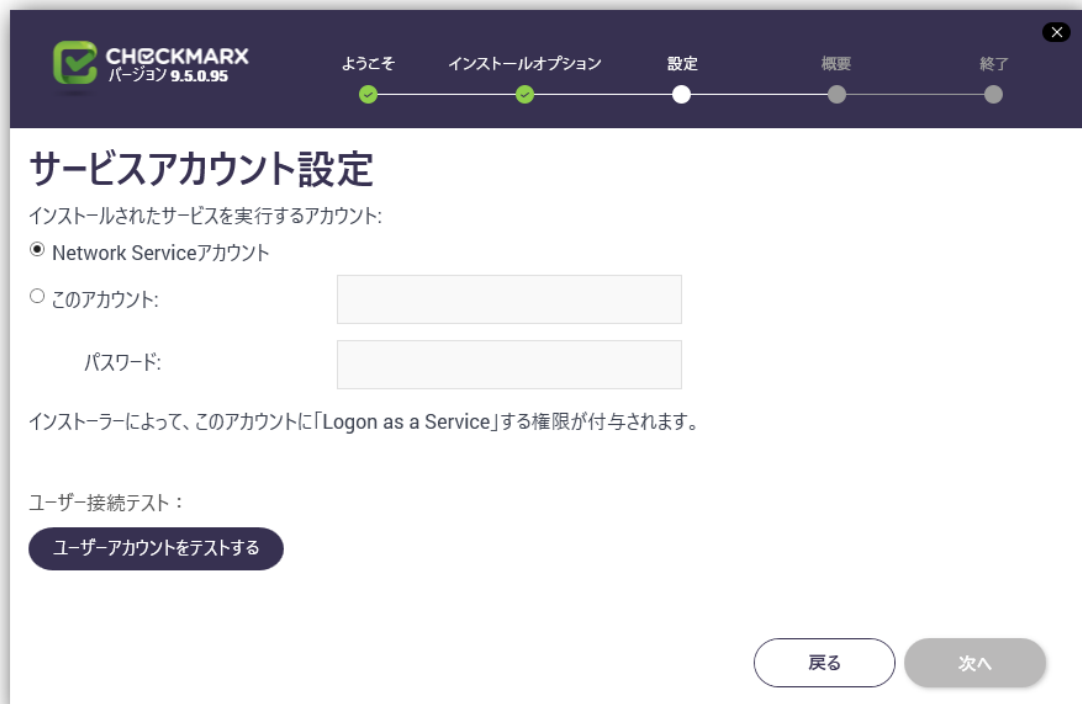 CHECKMARX
バージョン 9.5.0.95
ようこそ
インストールオプション
設定
概要
終了
サービスアカウント設定
インストールされたサービスを実行するアカウント:
Network Serviceアカウント
このアカウント:
パスワード:
インストーラーによって、このアカウントに「Logon as a Service」する権限が付与されます。
ユーザー接続テスト：
ユーザーアカウントをテストする
戻る
次へ